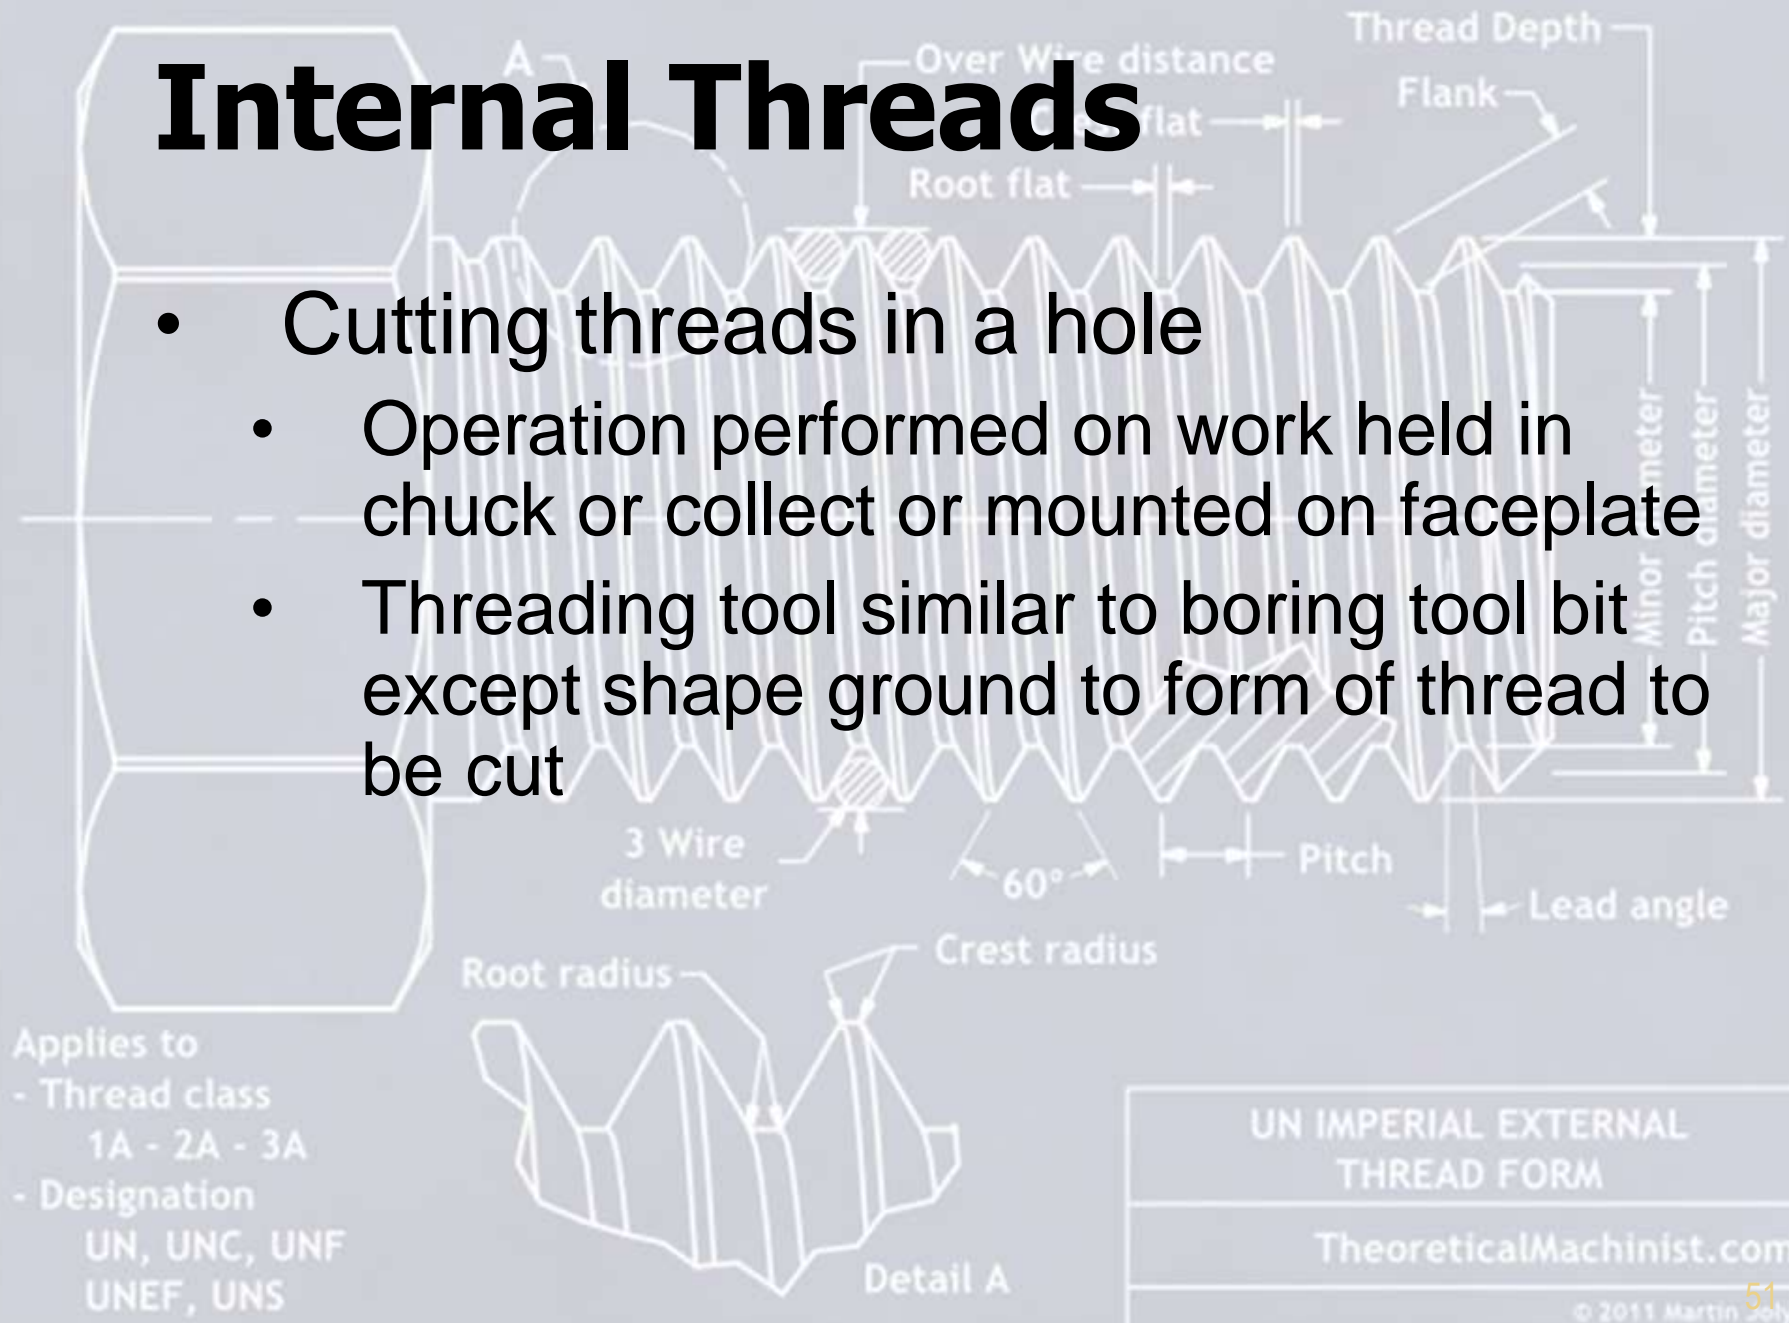 Internal Threads
• Cutting threads in a hole
• Operation performed on work held in
chuck or collect or mounted on faceplate
• Threading tool similar to boring tool bit
except shape ground to form of thread to
be cut
A
Over Wire distance
Thread Depth
Flank
flat
Root flat
Minor diameter
Pitch diameter
Major diameter
3 Wire
diameter
60°
Pitch
Lead angle
Root radius
Crest radius
Applies to
- Thread class
1A - 2A - 3A
- Designation
UN, UNC, UNF
UNEF, UNS
Detail A
UN IMPERIAL EXTERNAL
THREAD FORM
TheoreticalMachinist.com
© 2011 Martin
51